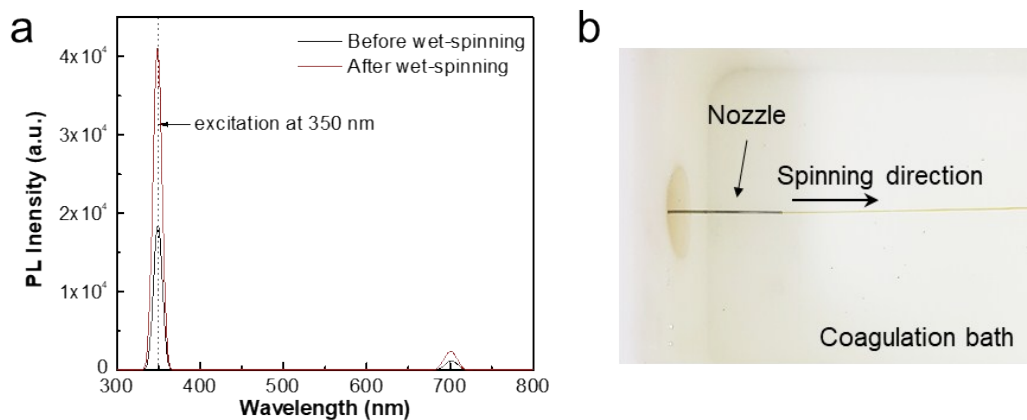 a
Before wet-spinning
After wet-spinning
excitation at 350 nm
4x10⁴
3x10⁴
2x10⁴
1x10⁴
0
300 400 500 600 700 800
PL Inensity (a.u.)
Wavelength (nm)
b
Nozzle
Spinning direction
Coagulation bath